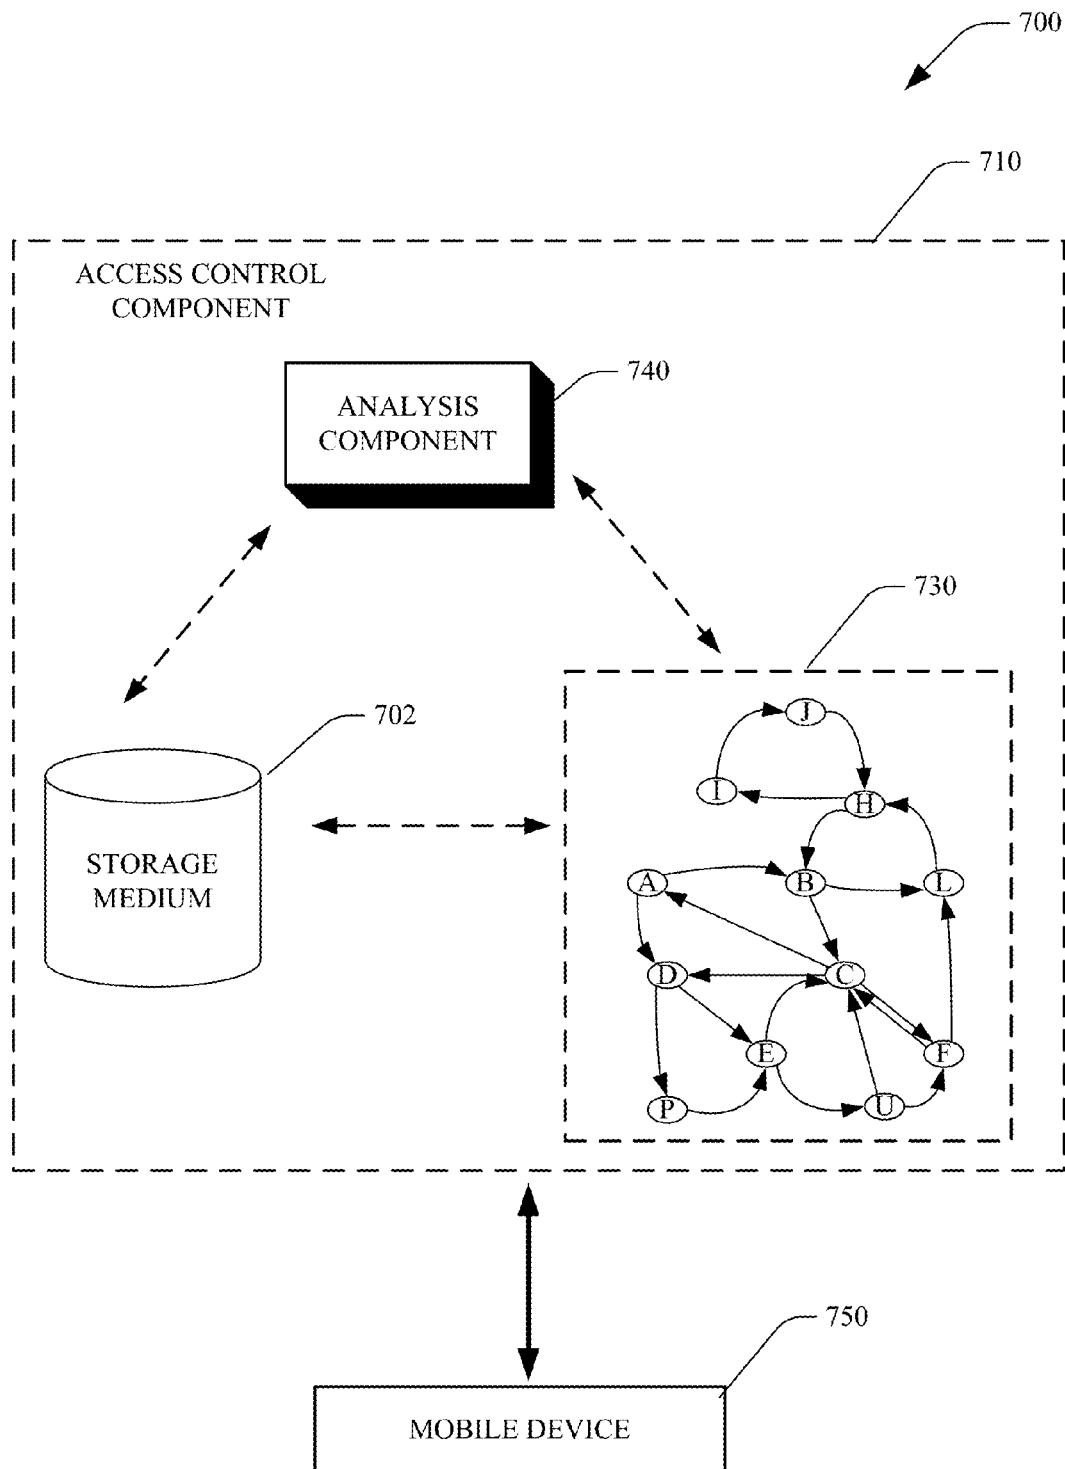 700
710
ACCESS CONTROL
COMPONENT
740
ANALYSIS
COMPONENT
730
702
STORAGE
MEDIUM
J
I
H
A
B
L
D
C
E
F
P
U
750
MOBILE DEVICE